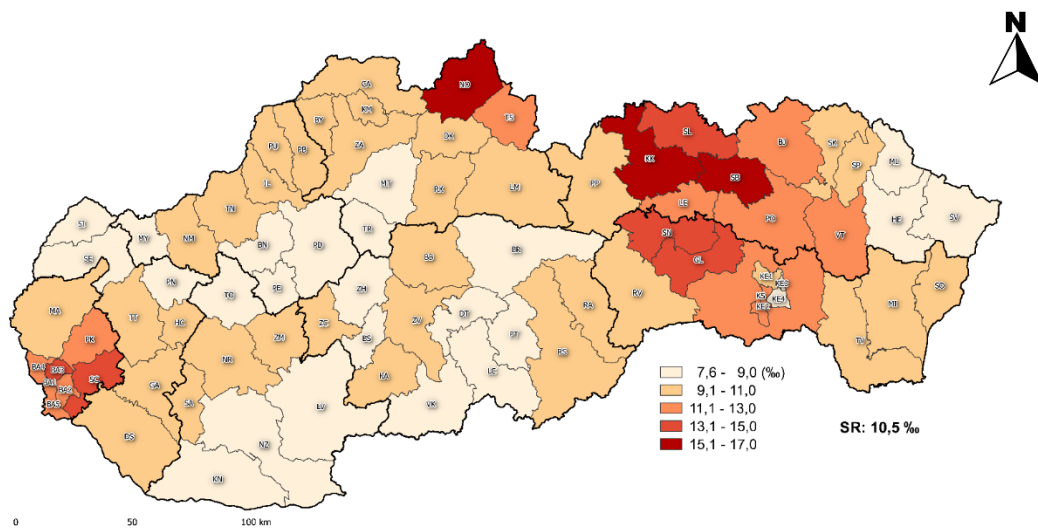 N
NO
CA
TS
KM
BY
DK
SL
BJ
PU
PB
ZA
SK
SP
ML
KK
SB
IL
MT
RK
LM
PP
LE
HE
SV
TN
PO
VT
SI
MY
NM
TR
SN
SE
BN
PD
BR
GL
BB
KE1
KE3
SO
PN
TO
PE
ZH
RV
KS
KE4
KE2
RA
MI
MA
TT
HC
ZM
ZC
ZV
DT
BS
PT
TV
PK
NR
RS
BA4
BA3
SC
KA
LC
BA1
BA2
GA
BA5
SA
LV
VK
DS
NZ
KN
7,6 - 9,0 (‰)
9,1 - 11,0
11,1 - 13,0
13,1 - 15,0
15,1 - 17,0
SR: 10,5 ‰
0 50 100 km